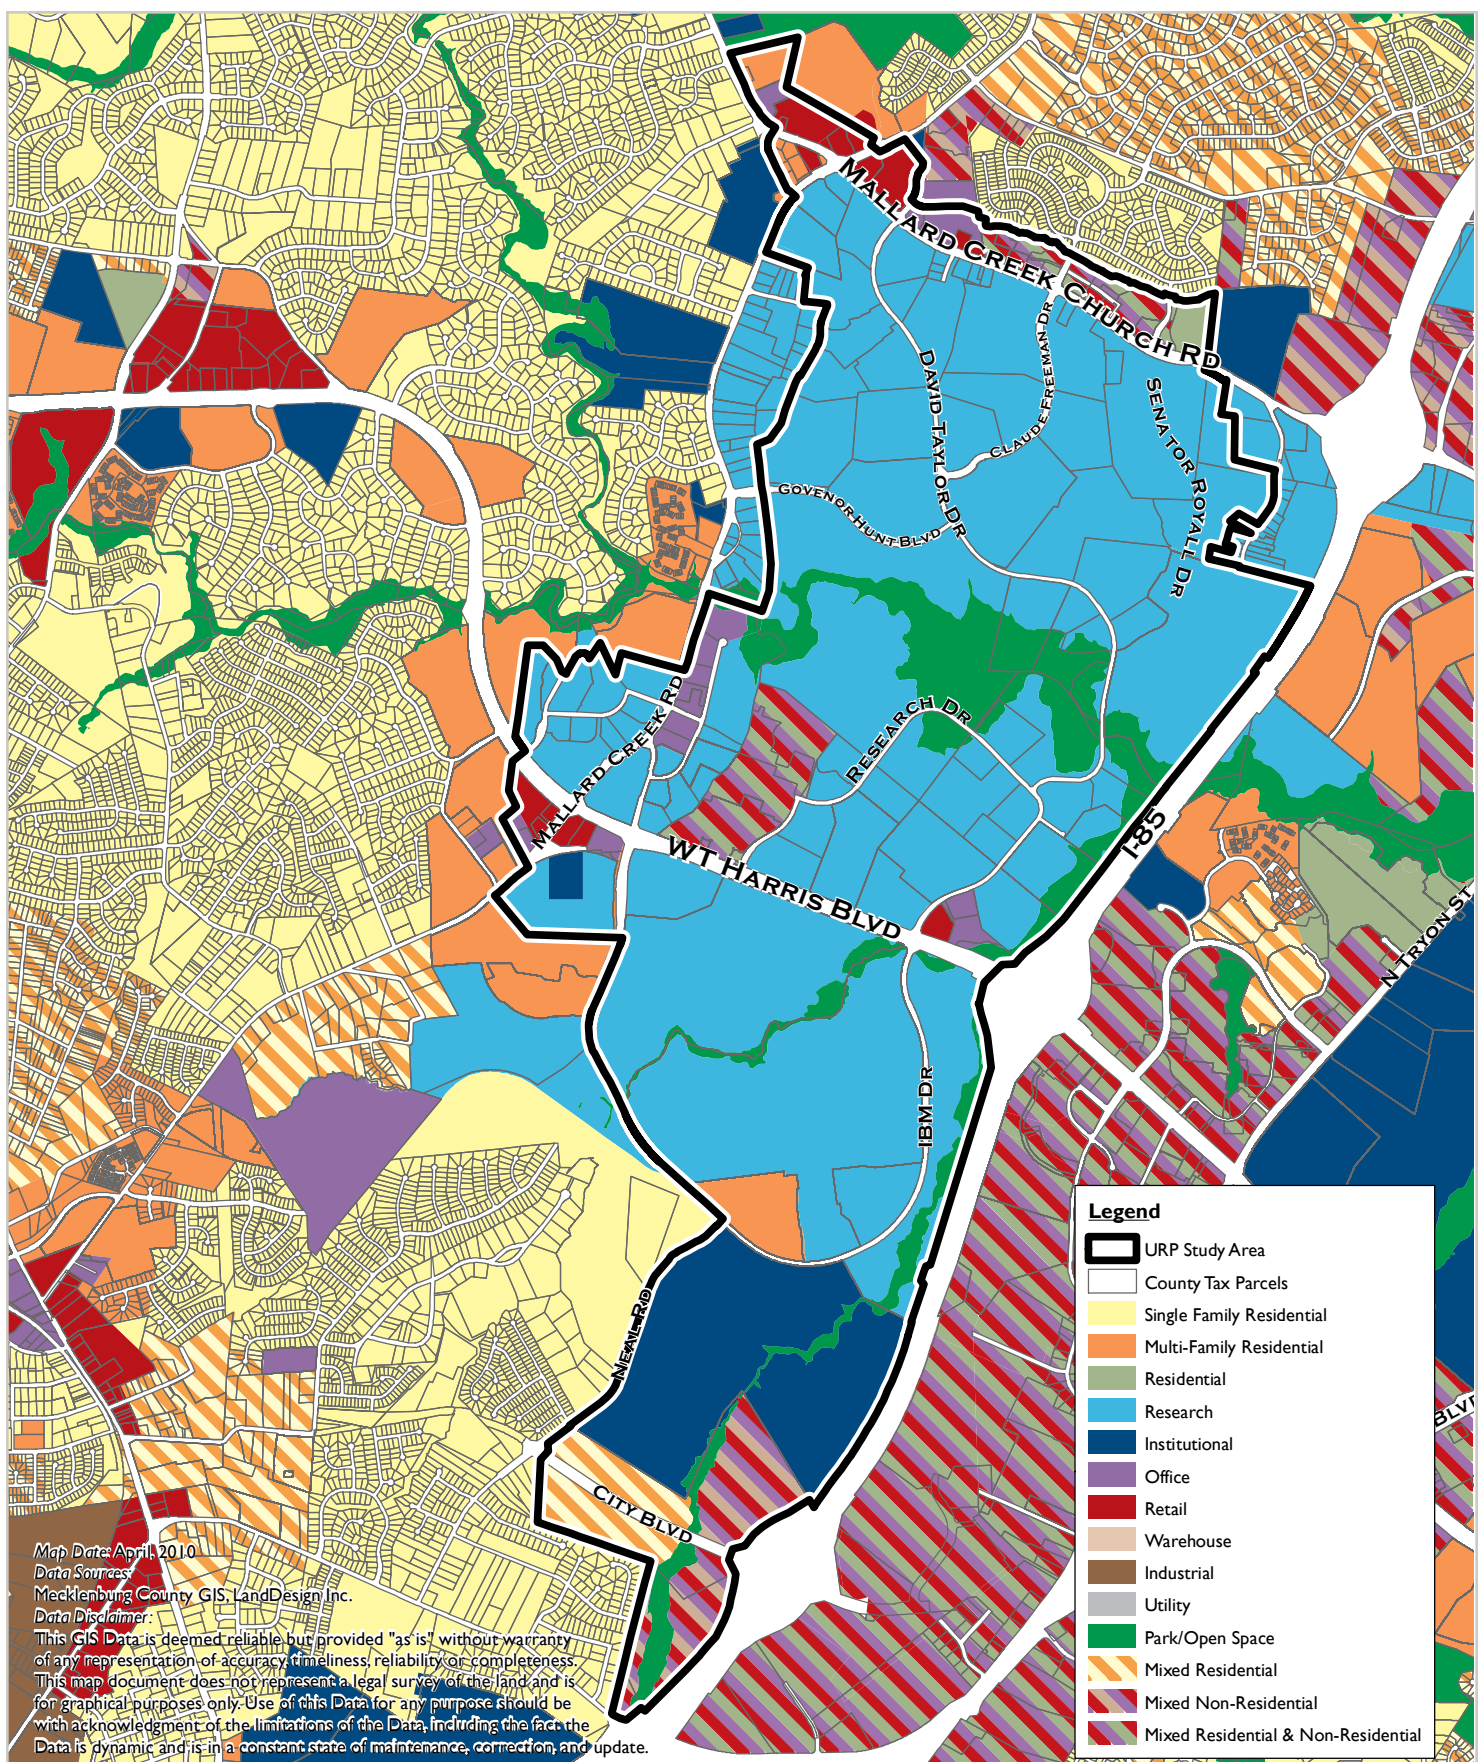 MALLARD CREEK CHURCH RD
DAVID TAYLOR DR
CLAUDE FREEMAN DR
SENATOR ROYALL DR
GOVENOR HUNT BLVD
RESEARCH DR
MALLARD CREEK RD
WT HARRIS BLVD
I-85
N TRYON ST
IBM DR
NEAL RD
CITY BLVD
BLVD
Legend
URP Study Area
County Tax Parcels
Single Family Residential
Multi-Family Residential
Residential
Research
Institutional
Office
Retail
Warehouse
Industrial
Utility
Park/Open Space
Mixed Residential
Mixed Non-Residential
Mixed Residential & Non-Residential
Map Date: April, 2010
Data Sources:
Mecklenburg County GIS, LandDesign Inc.
Data Disclaimer:
This GIS Data is deemed reliable but provided "as is" without warranty
of any representation of accuracy, timeliness, reliability or completeness.
This map document does not represent a legal survey of the land and is
for graphical purposes only. Use of this Data for any purpose should be
with acknowledgment of the limitations of the Data, including the fact the
Data is dynamic and is in a constant state of maintenance, correction, and update.